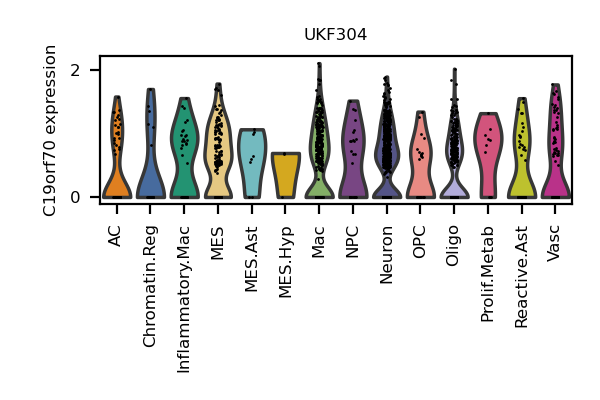 UKF304
C19orf70 expression
2
0
AC
Chromatin.Reg
Inflammatory.Mac
MES
MES.Ast
MES.Hyp
Mac
NPC
Neuron
OPC
Oligo
Prolif.Metab
Reactive.Ast
Vasc